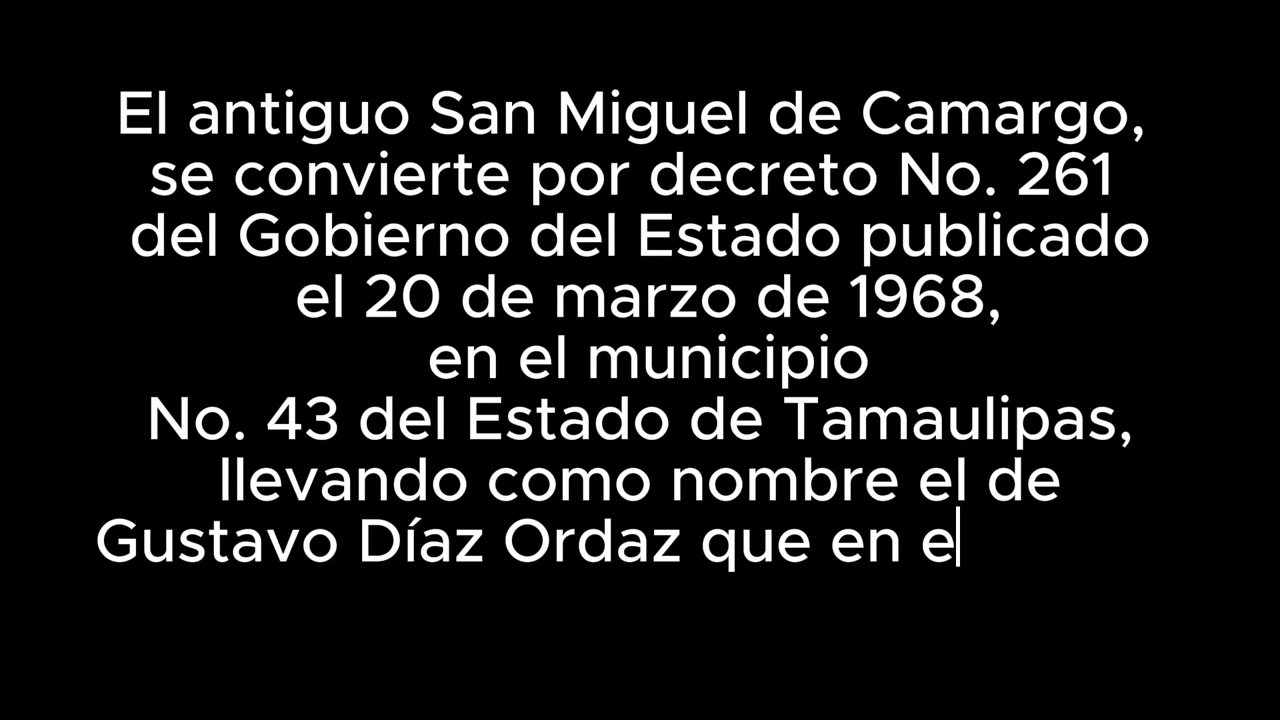 El antiguo San Miguel de Camargo,
se convierte por decreto No. 261
del Gobierno del Estado publicado
el 20 de marzo de 1968,
en el municipio
No. 43 del Estado de Tamaulipas,
llevando como nombre el de
Gustavo Díaz Ordaz que en e